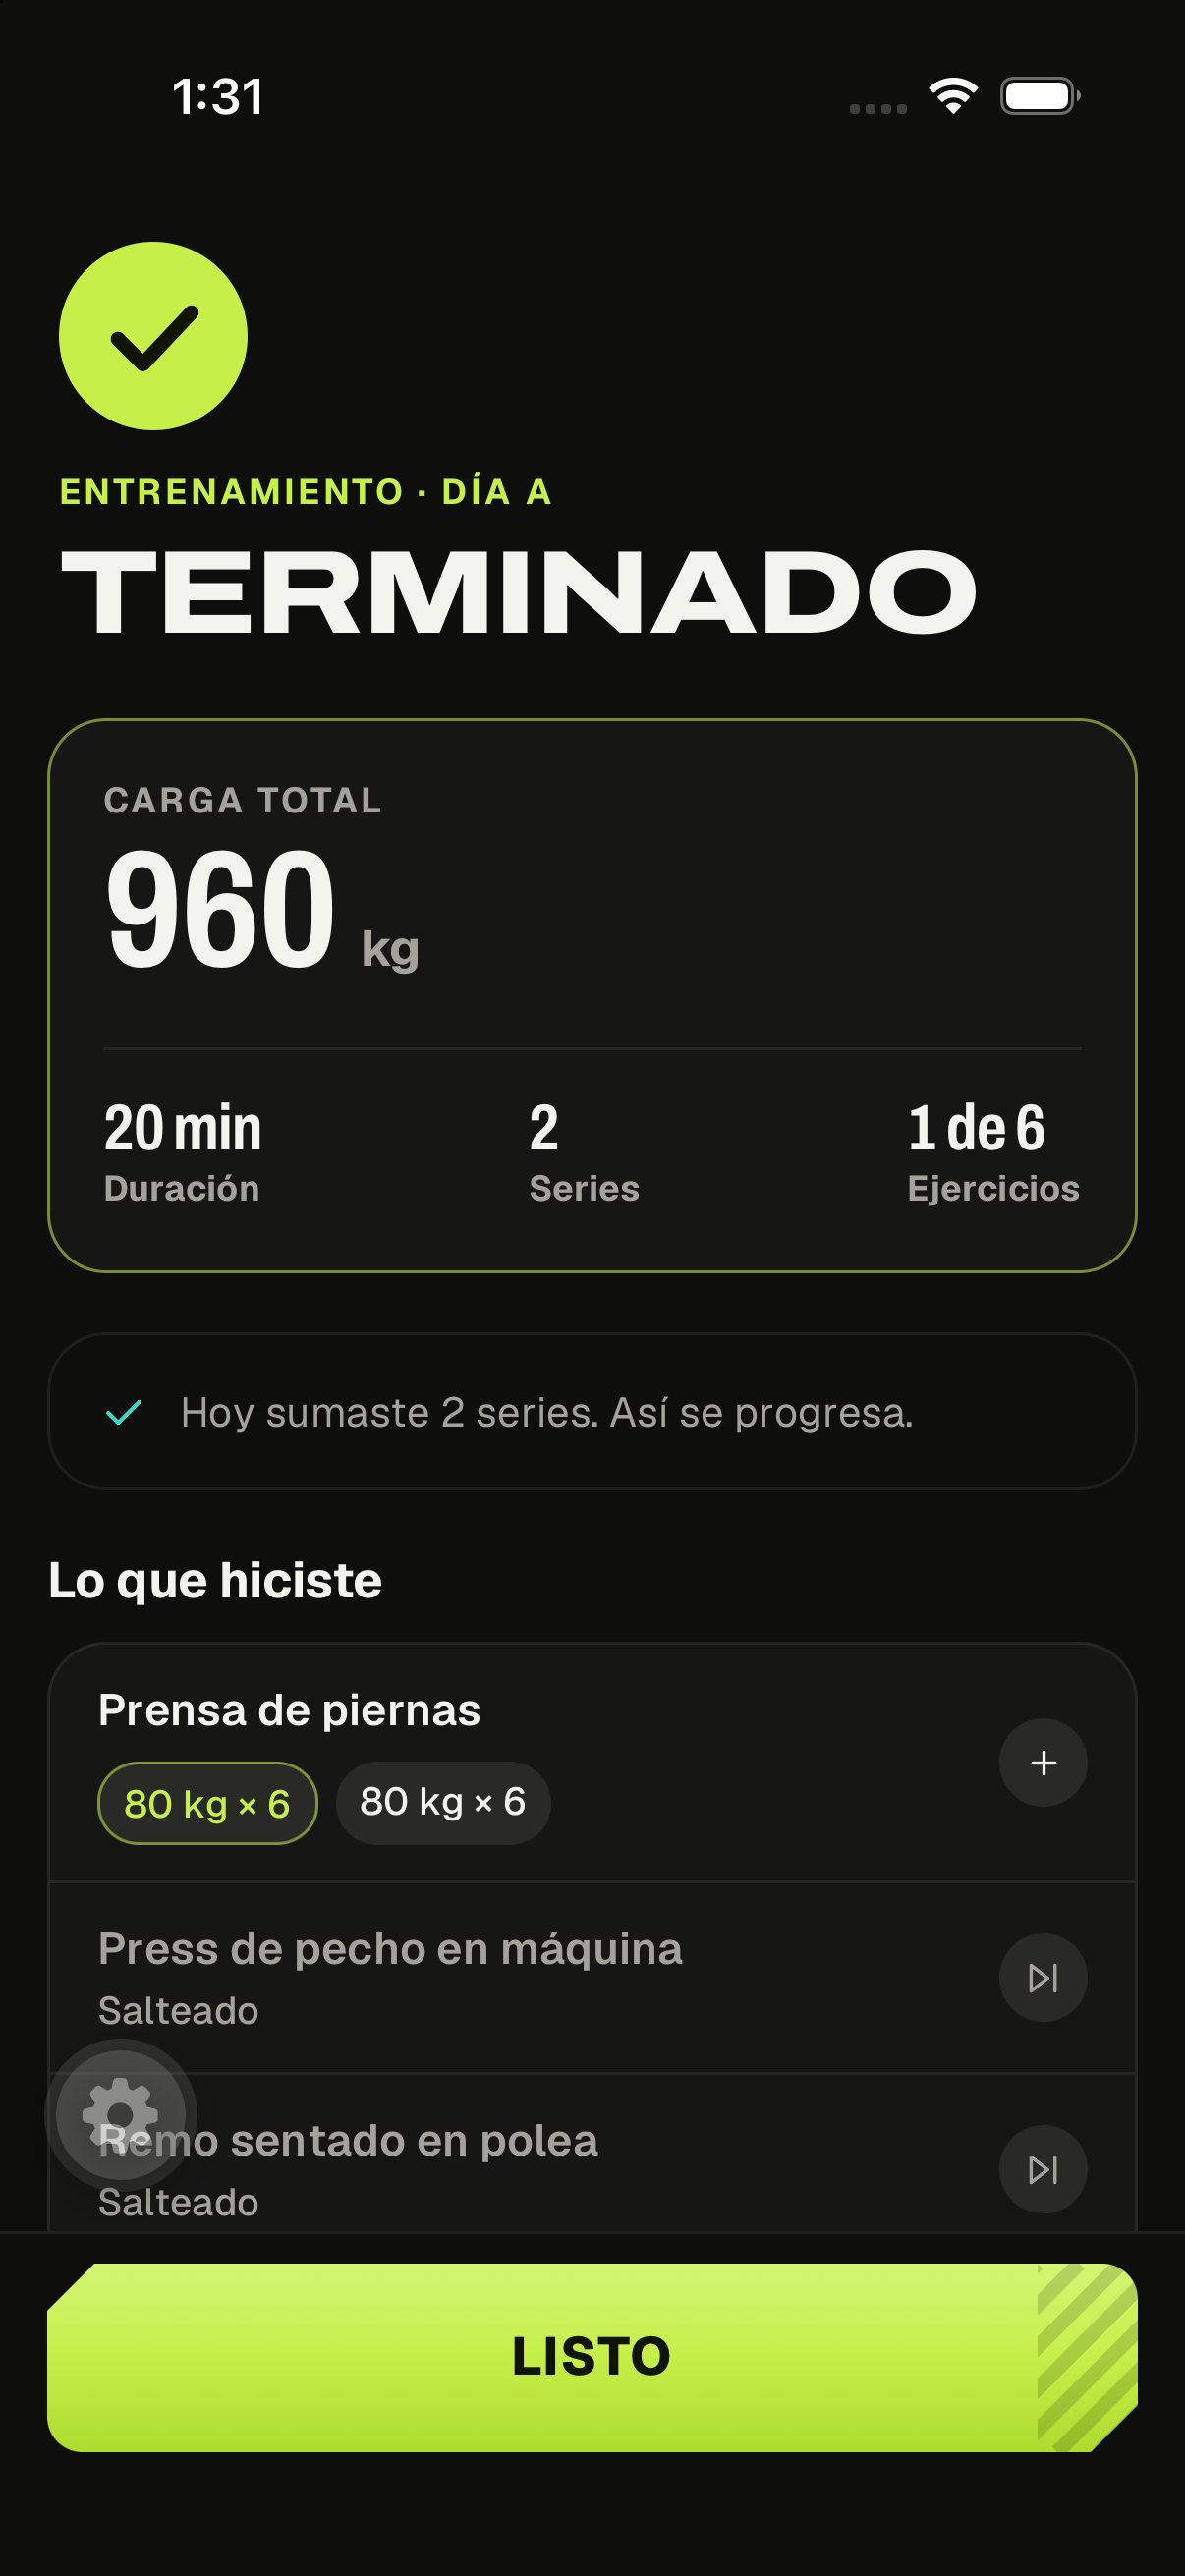 1:31
ENTRENAMIENTO · DÍA A
TERMINADO
CARGA TOTAL
960 kg
20 min 2 1 de 6
Duración Series Ejercicios
Hoy sumaste 2 series. Así se progresa.
Lo que hiciste
Prensa de piernas
80 kg × 6 80 kg × 6
Press de pecho en máquina
Salteado
Remo sentado en polea
Salteado
LISTO